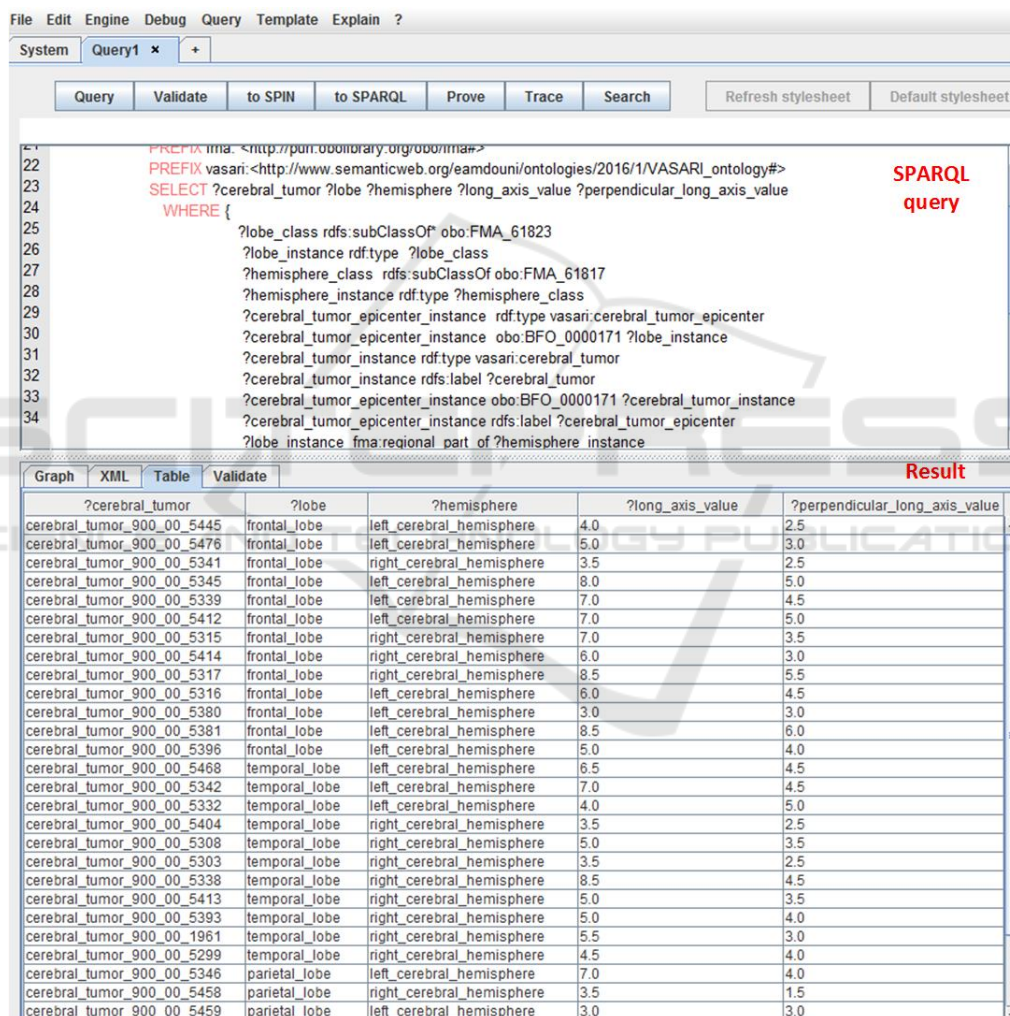 File Edit Engine Debug Query Template Explain ?
System Query1 × +
Query Validate to SPIN to SPARQL Prove Trace Search Refresh stylesheet Default stylesheet
21 PREFIX fma: <http://purl.obolibrary.org/obo/fma#>
22 PREFIX vasari:<http://www.semanticweb.org/eamdouni/ontologies/2016/1/VASARI_ontology#>
23 SELECT ?cerebral_tumor ?lobe ?hemisphere ?long_axis_value ?perpendicular_long_axis_value
24 WHERE {
25 ?lobe_class rdfs:subClassOf* obo:FMA_61823
26 ?lobe_instance rdf:type ?lobe_class
27 ?hemisphere_class rdfs:subClassOf obo:FMA_61817
28 ?hemisphere_instance rdf:type ?hemisphere_class
29 ?cerebral_tumor_epicenter_instance rdf:type vasari:cerebral_tumor_epicenter
30 ?cerebral_tumor_epicenter_instance obo:BFO_0000171 ?lobe_instance
31 ?cerebral_tumor_instance rdf:type vasari:cerebral_tumor
32 ?cerebral_tumor_instance rdfs:label ?cerebral_tumor
33 ?cerebral_tumor_epicenter_instance obo:BFO_0000171 ?cerebral_tumor_instance
34 ?cerebral_tumor_epicenter_instance rdfs:label ?cerebral_tumor_epicenter
?lobe_instance fma:regional_part_of ?hemisphere_instance
SPARQL
query
SCITEPRESS
Graph XML Table Validate
Result
?cerebral_tumor ?lobe ?hemisphere ?long_axis_value ?perpendicular_long_axis_value
cerebral_tumor_900_00_5445 frontal_lobe left_cerebral_hemisphere 4.0 2.5
cerebral_tumor_900_00_5476 frontal_lobe left_cerebral_hemisphere 5.0 3.0
cerebral_tumor_900_00_5341 frontal_lobe right_cerebral_hemisphere 3.5 2.5
cerebral_tumor_900_00_5345 frontal_lobe left_cerebral_hemisphere 8.0 5.0
cerebral_tumor_900_00_5339 frontal_lobe left_cerebral_hemisphere 7.0 4.5
cerebral_tumor_900_00_5412 frontal_lobe left_cerebral_hemisphere 7.0 5.0
cerebral_tumor_900_00_5315 frontal_lobe right_cerebral_hemisphere 7.0 3.5
cerebral_tumor_900_00_5414 frontal_lobe right_cerebral_hemisphere 6.0 3.0
cerebral_tumor_900_00_5317 frontal_lobe right_cerebral_hemisphere 8.5 5.5
cerebral_tumor_900_00_5316 frontal_lobe left_cerebral_hemisphere 6.0 4.5
cerebral_tumor_900_00_5380 frontal_lobe left_cerebral_hemisphere 3.0 3.0
cerebral_tumor_900_00_5381 frontal_lobe left_cerebral_hemisphere 8.5 6.0
cerebral_tumor_900_00_5396 frontal_lobe left_cerebral_hemisphere 5.0 4.0
cerebral_tumor_900_00_5468 temporal_lobe left_cerebral_hemisphere 6.5 4.5
cerebral_tumor_900_00_5342 temporal_lobe left_cerebral_hemisphere 7.0 4.5
cerebral_tumor_900_00_5332 temporal_lobe left_cerebral_hemisphere 4.0 5.0
cerebral_tumor_900_00_5404 temporal_lobe right_cerebral_hemisphere 3.5 2.5
cerebral_tumor_900_00_5308 temporal_lobe right_cerebral_hemisphere 5.0 3.5
cerebral_tumor_900_00_5303 temporal_lobe right_cerebral_hemisphere 3.5 2.5
cerebral_tumor_900_00_5338 temporal_lobe right_cerebral_hemisphere 8.5 4.5
cerebral_tumor_900_00_5413 temporal_lobe right_cerebral_hemisphere 5.0 3.5
cerebral_tumor_900_00_5393 temporal_lobe right_cerebral_hemisphere 5.0 4.0
cerebral_tumor_900_00_1961 temporal_lobe right_cerebral_hemisphere 5.5 3.0
cerebral_tumor_900_00_5299 temporal_lobe right_cerebral_hemisphere 4.5 4.0
cerebral_tumor_900_00_5346 parietal_lobe left_cerebral_hemisphere 7.0 4.0
cerebral_tumor_900_00_5458 parietal_lobe right_cerebral_hemisphere 3.5 1.5
cerebral_tumor_900_00_5459 parietal_lobe left_cerebral_hemisphere 3.0 3.0